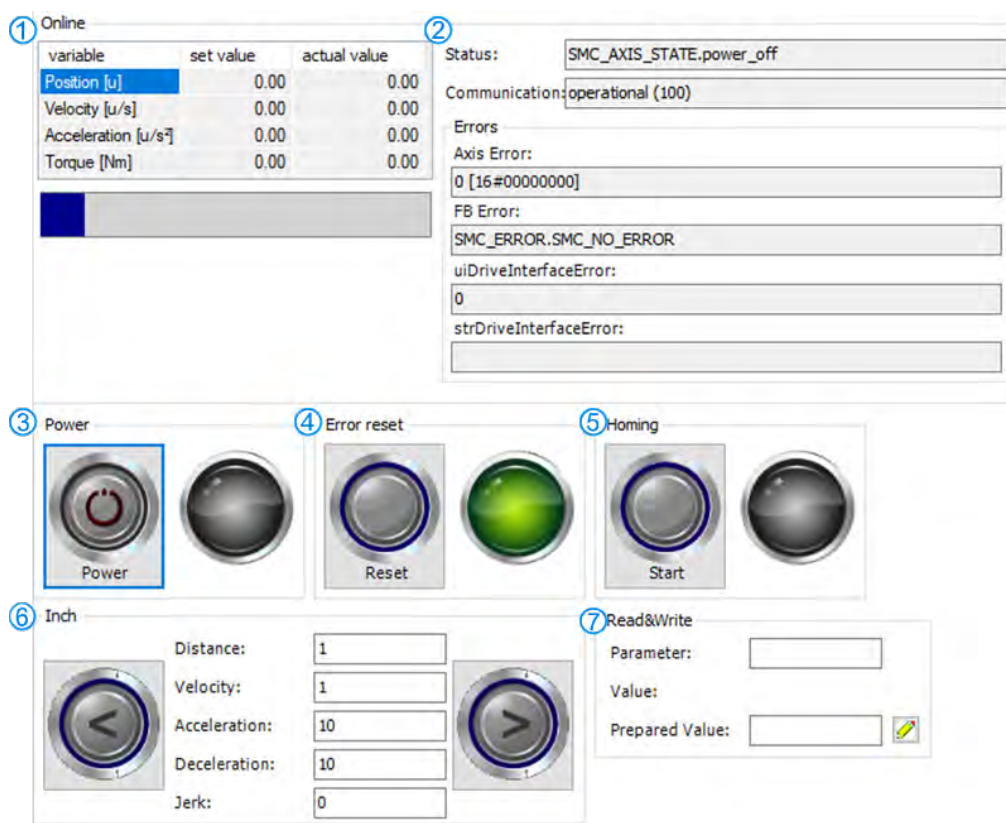 ① Online
variable set value actual value
Position [u] 0.00 0.00
Velocity [u/s] 0.00 0.00
Acceleration [u/s²] 0.00 0.00
Torque [Nm] 0.00 0.00
②
Status: SMC_AXIS_STATE.power_off
Communication: operational (100)
Errors
Axis Error:
0 [16#00000000]
FB Error:
SMC_ERROR.SMC_NO_ERROR
uiDriveInterfaceError:
0
strDriveInterfaceError:
③ Power
Power
④ Error reset
Reset
⑤ Homing
Start
⑥ Inch
<
Distance: 1
Velocity: 1
Acceleration: 10
Deceleration: 10
Jerk: 0
>
⑦ Read&Write
Parameter:
Value:
Prepared Value: